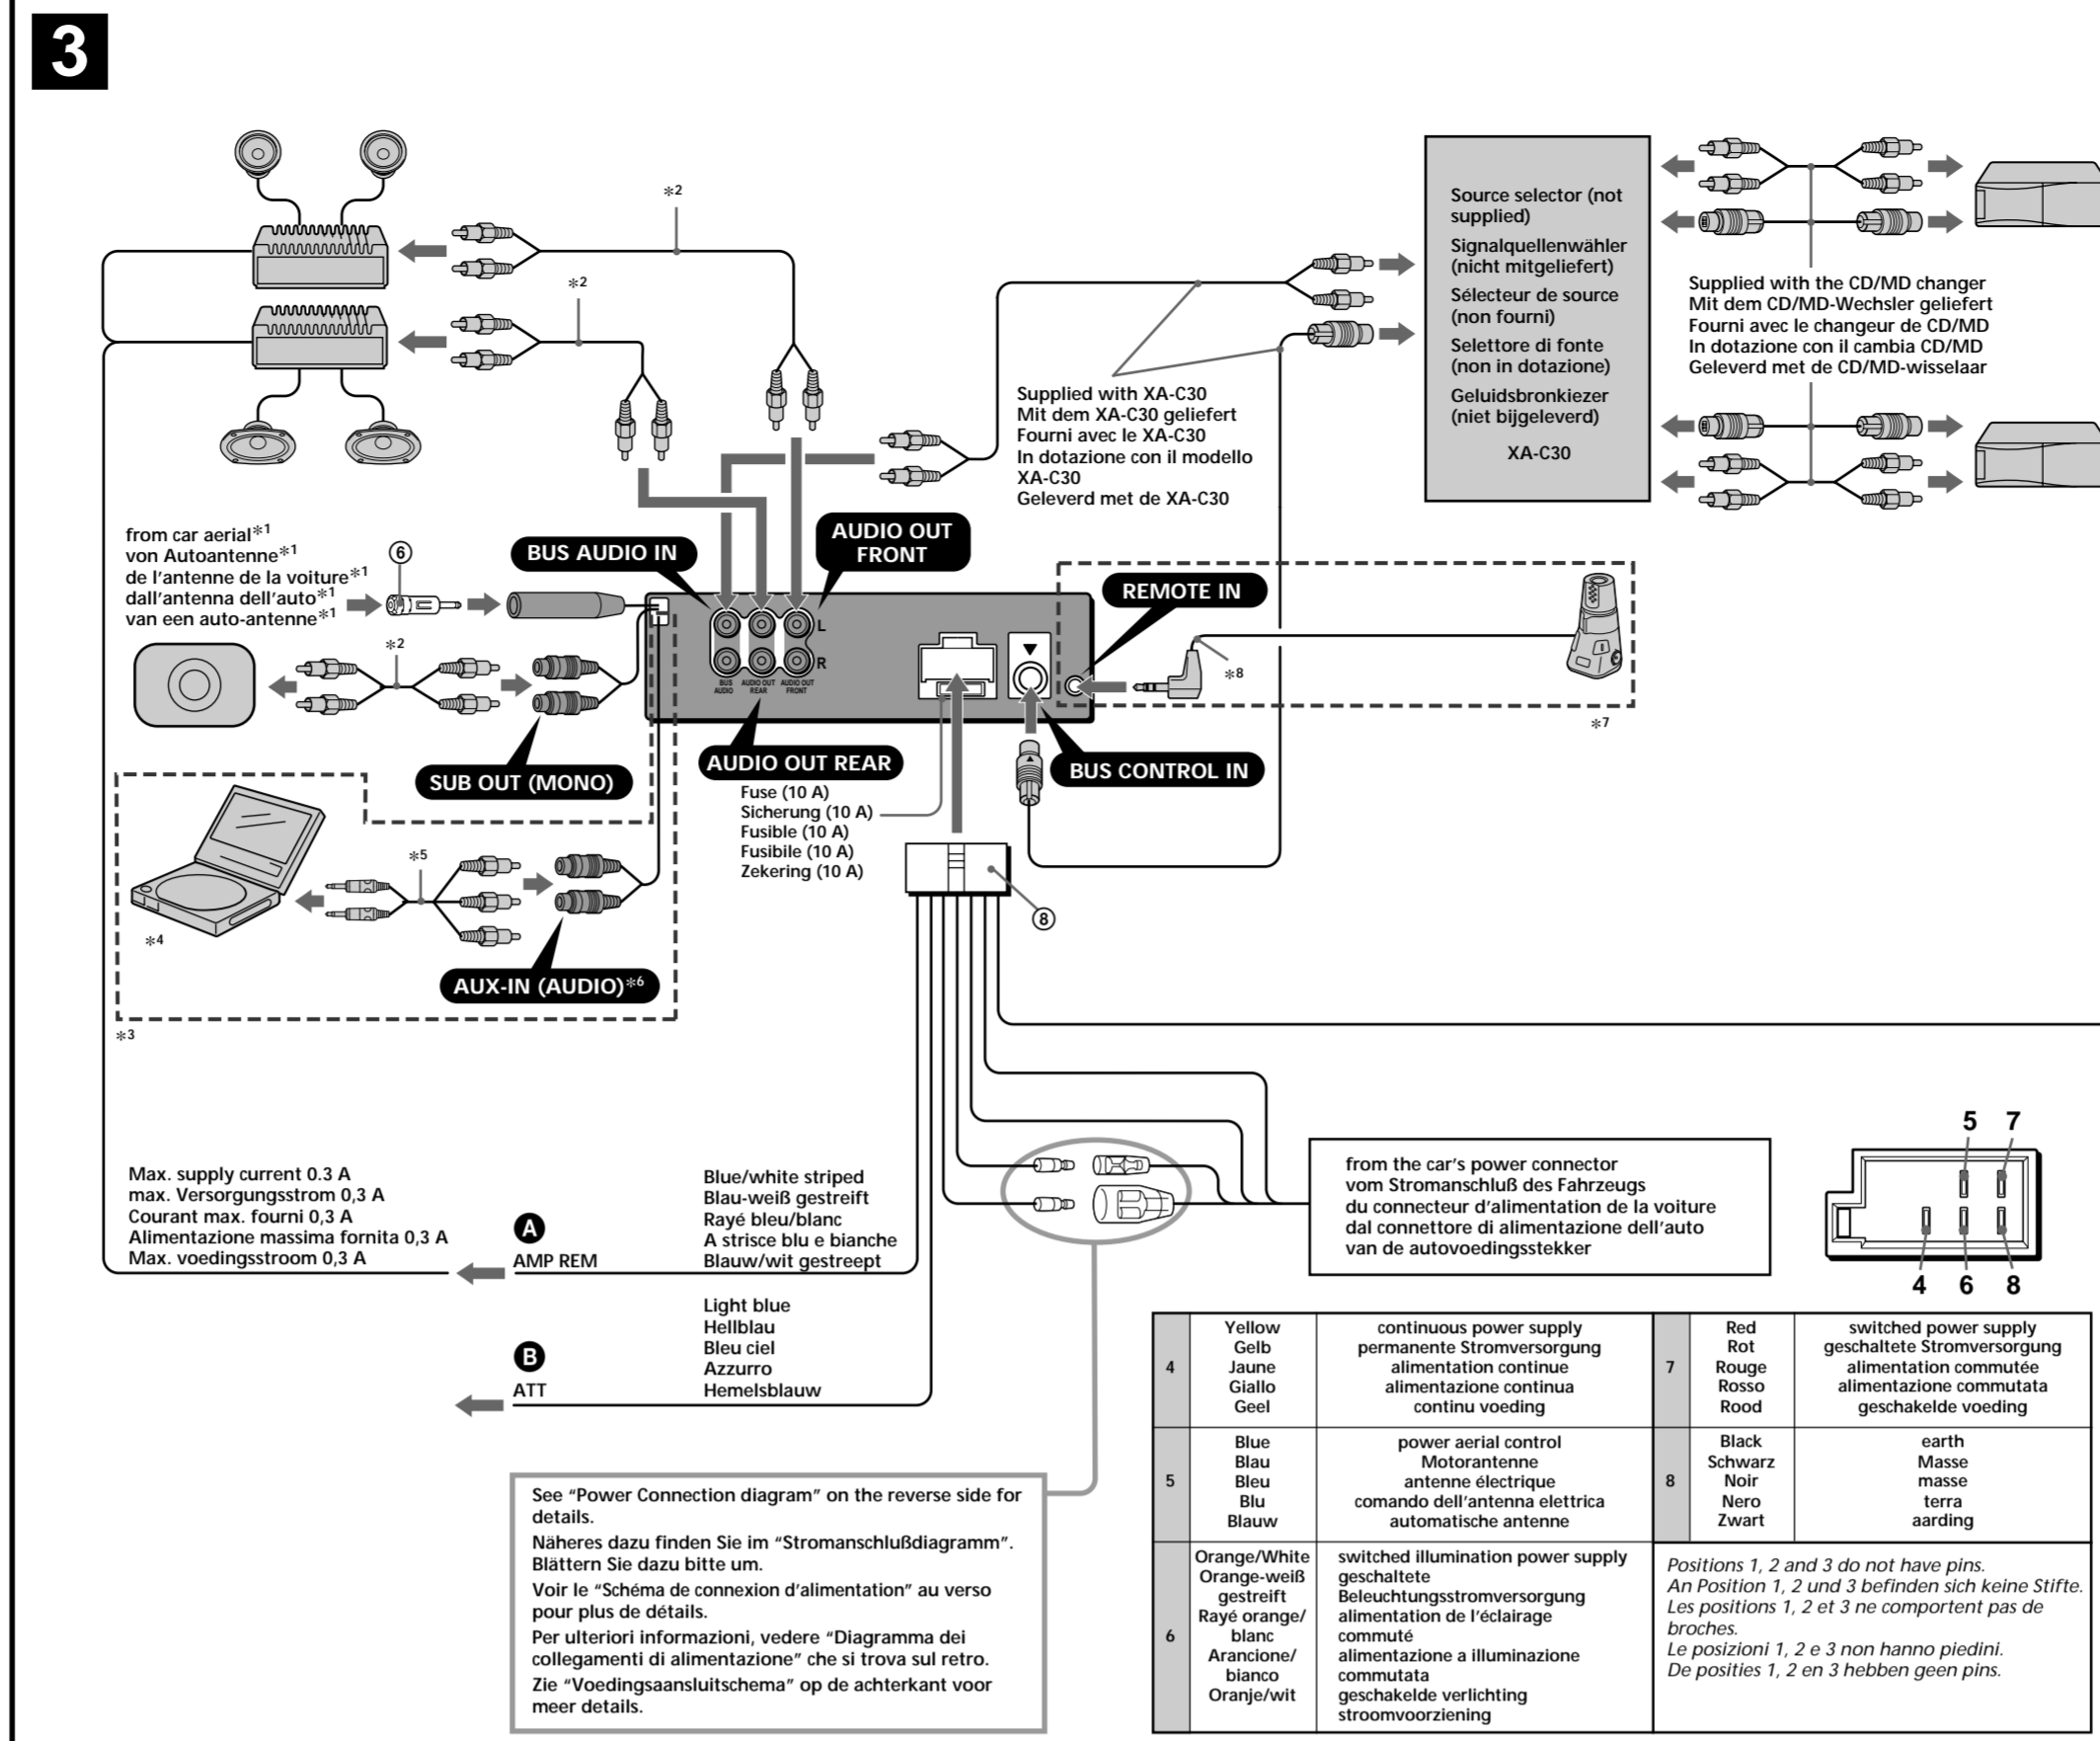 3
*2
*2
Source selector (not
supplied)
Signalquellenwähler
(nicht mitgeliefert)
Sélecteur de source
(non fourni)
Selettore di fonte
(non in dotazione)
Geluidsbronkiezer
(niet bijgeleverd)
XA-C30
Supplied with the CD/MD changer
Mit dem CD/MD-Wechsler geliefert
Fourni avec le changeur de CD/MD
In dotazione con il cambia CD/MD
Geleverd met de CD/MD-wisselaar
Supplied with XA-C30
Mit dem XA-C30 geliefert
Fourni avec le XA-C30
In dotazione con il modello
XA-C30
Geleverd met de XA-C30
from car aerial*1
von Autoantenne*1
de l'antenne de la voiture*1
dall'antenna dell'auto*1
van een auto-antenne*1
6
BUS AUDIO IN
AUDIO OUT
FRONT
REMOTE IN
L
R
BUS
AUDIO
AUDIO OUT
REAR
AUDIO OUT
FRONT
*2
*8
*7
SUB OUT (MONO)
AUDIO OUT REAR
BUS CONTROL IN
Fuse (10 A)
Sicherung (10 A)
Fusible (10 A)
Fusibile (10 A)
Zekering (10 A)
*5
*4
8
AUX-IN (AUDIO)*6
*3
Max. supply current 0.3 A
max. Versorgungsstrom 0,3 A
Courant max. fourni 0,3 A
Alimentazione massima fornita 0,3 A
Max. voedingsstroom 0,3 A
A
AMP REM
Blue/white striped
Blau-weiß gestreift
Rayé bleu/blanc
A strisce blu e bianche
Blauw/wit gestreept
B
ATT
Light blue
Hellblau
Bleu ciel
Azzurro
Hemelsblauw
from the car's power connector
vom Stromanschluß des Fahrzeugs
du connecteur d'alimentation de la voiture
dal connettore di alimentazione dell'auto
van de autovoedingsstekker
5 7
4 6 8
See "Power Connection diagram" on the reverse side for
details.
Näheres dazu finden Sie im "Stromanschlußdiagramm".
Blättern Sie dazu bitte um.
Voir le "Schéma de connexion d'alimentation" au verso
pour plus de détails.
Per ulteriori informazioni, vedere "Diagramma dei
collegamenti di alimentazione" che si trova sul retro.
Zie "Voedingsaansluitschema" op de achterkant voor
meer details.
4
Yellow
Gelb
Jaune
Giallo
Geel
continuous power supply
permanente Stromversorgung
alimentation continue
alimentazione continua
continu voeding
7
Red
Rot
Rouge
Rosso
Rood
switched power supply
geschaltete Stromversorgung
alimentation commutée
alimentazione commutata
geschakelde voeding
5
Blue
Blau
Bleu
Blu
Blauw
power aerial control
Motorantenne
antenne électrique
comando dell'antenna elettrica
automatische antenne
8
Black
Schwarz
Noir
Nero
Zwart
earth
Masse
masse
terra
aarding
6
Orange/White
Orange-weiß
gestreift
Rayé orange/
blanc
Arancione/
bianco
Oranje/wit
switched illumination power supply
geschaltete
Beleuchtungsstromversorgung
alimentation de l'éclairage
commuté
alimentazione a illuminazione
commutata
geschakelde verlichting
stroomvoorziening
Positions 1, 2 and 3 do not have pins.
An Position 1, 2 und 3 befinden sich keine Stifte.
Les positions 1, 2 et 3 ne comportent pas de
broches.
Le posizioni 1, 2 e 3 non hanno piedini.
De posities 1, 2 en 3 hebben geen pins.